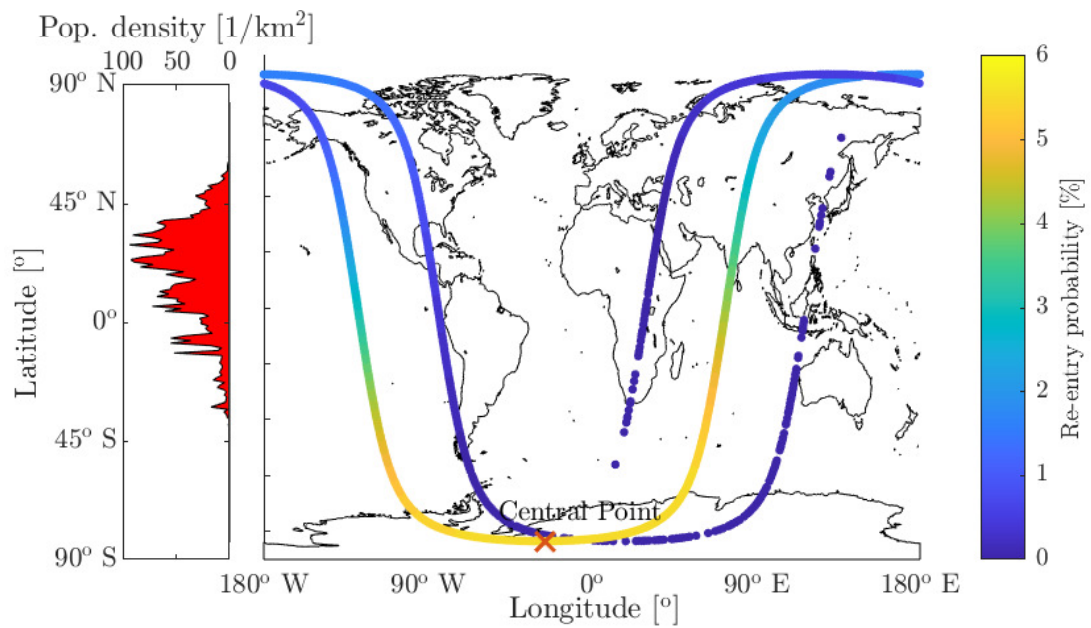 Pop. density [1/km²]
100 50 0
90° N
45° N
0°
45° S
90° S
Latitude [°]
Central Point
180° W 90° W 0° 90° E 180° E
Longitude [°]
6
5
4
3
2
1
0
Re-entry probability [%]